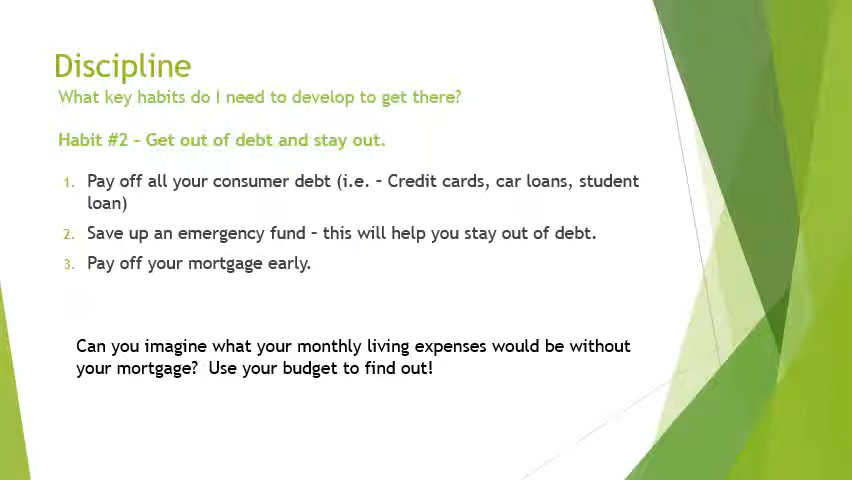 Discipline
What key habits do I need to develop to get there?
Habit #2 – Get out of debt and stay out.
1. Pay off all your consumer debt (i.e. – Credit cards, car loans, student
loan)
2. Save up an emergency fund – this will help you stay out of debt.
3. Pay off your mortgage early.
Can you imagine what your monthly living expenses would be without
your mortgage?  Use your budget to find out!